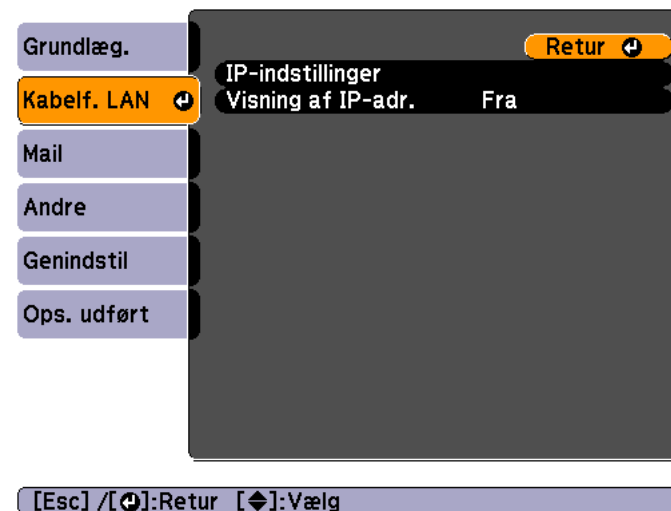 Grundlæg.
Kabelf. LAN
Mail
Andre
Genindstil
Ops. udført
Retur
IP-indstillinger
Visning af IP-adr. Fra
[Esc] /[⏎]:Retur [◆]:Vælg